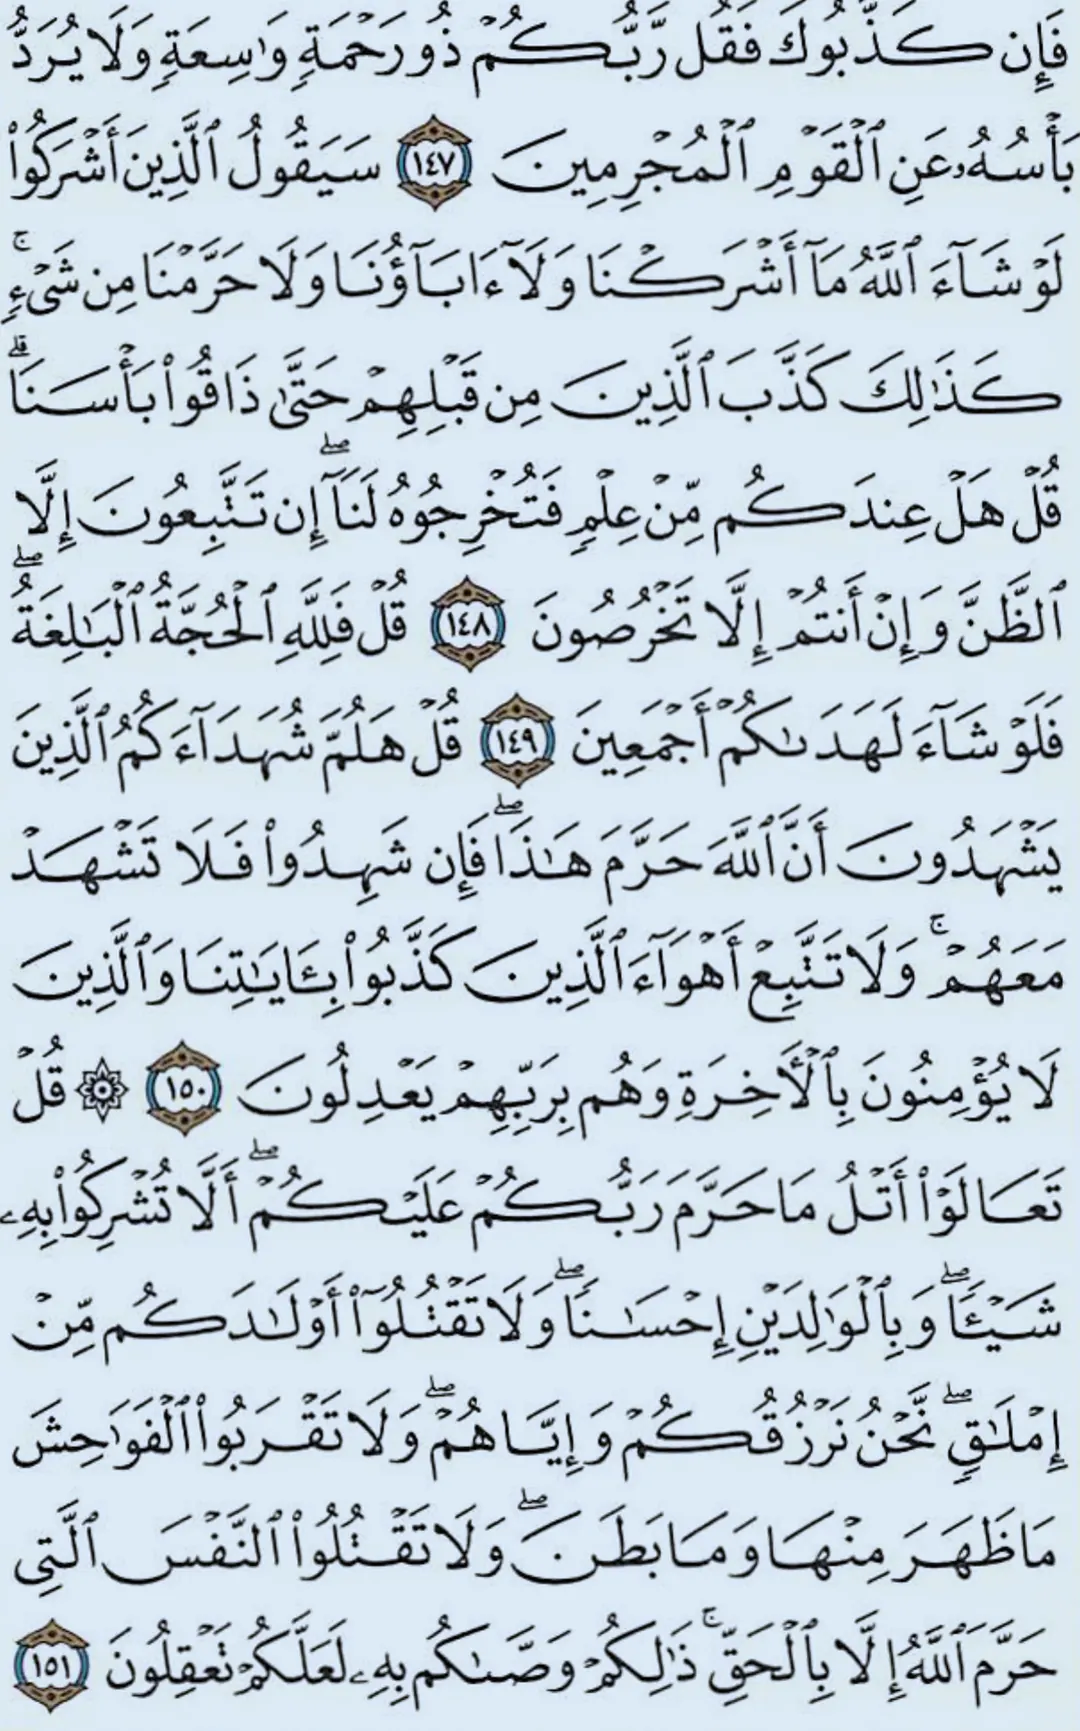 فَإِن كَذَّبُوكَ فَقُل رَّبُّكُمۡ ذُو رَحۡمَةٖ وَٰسِعَةٖ وَلَا يُرَدُّ
بَأۡسُهُۥ عَنِ ٱلۡقَوۡمِ ٱلۡمُجۡرِمِينَ ١٤٧ سَيَقُولُ ٱلَّذِينَ أَشۡرَكُواْ
لَوۡ شَآءَ ٱللَّهُ مَآ أَشۡرَكۡنَا وَلَآ ءَابَآؤُنَا وَلَا حَرَّمۡنَا مِن شَيۡءٖۚ
كَذَٰلِكَ كَذَّبَ ٱلَّذِينَ مِن قَبۡلِهِمۡ حَتَّىٰ ذَاقُواْ بَأۡسَنَاۗ
قُلۡ هَلۡ عِندَكُم مِّنۡ عِلۡمٖ فَتُخۡرِجُوهُ لَنَآۖ إِن تَتَّبِعُونَ إِلَّا
ٱلظَّنَّ وَإِنۡ أَنتُمۡ إِلَّا تَخۡرُصُونَ ١٤٨ قُلۡ فَلِلَّهِ ٱلۡحُجَّةُ ٱلۡبَٰلِغَةُۖ
فَلَوۡ شَآءَ لَهَدَىٰكُمۡ أَجۡمَعِينَ ١٤٩ قُلۡ هَلُمَّ شُهَدَآءَكُمُ ٱلَّذِينَ
يَشۡهَدُونَ أَنَّ ٱللَّهَ حَرَّمَ هَٰذَاۖ فَإِن شَهِدُواْ فَلَا تَشۡهَدۡ
مَعَهُمۡۚ وَلَا تَتَّبِعۡ أَهۡوَآءَ ٱلَّذِينَ كَذَّبُواْ بِـَٔايَٰتِنَا وَٱلَّذِينَ
لَا يُؤۡمِنُونَ بِٱلۡأٓخِرَةِ وَهُم بِرَبِّهِمۡ يَعۡدِلُونَ ١٥٠ ۞ قُلۡ
تَعَالَوۡاْ أَتۡلُ مَا حَرَّمَ رَبُّكُمۡ عَلَيۡكُمۡۖ أَلَّا تُشۡرِكُواْ بِهِۦ
شَيۡـٔٗاۖ وَبِٱلۡوَٰلِدَيۡنِ إِحۡسَٰنٗاۖ وَلَا تَقۡتُلُوٓاْ أَوۡلَٰدَكُم مِّنۡ
إِمۡلَٰقٖۖ نَّحۡنُ نَرۡزُقُكُمۡ وَإِيَّاهُمۡۖ وَلَا تَقۡرَبُواْ ٱلۡفَوَٰحِشَ
مَا ظَهَرَ مِنۡهَا وَمَا بَطَنَۖ وَلَا تَقۡتُلُواْ ٱلنَّفۡسَ ٱلَّتِي
حَرَّمَ ٱللَّهُ إِلَّا بِٱلۡحَقِّۚ ذَٰلِكُمۡ وَصَّىٰكُم بِهِۦ لَعَلَّكُمۡ تَعۡقِلُونَ ١٥١